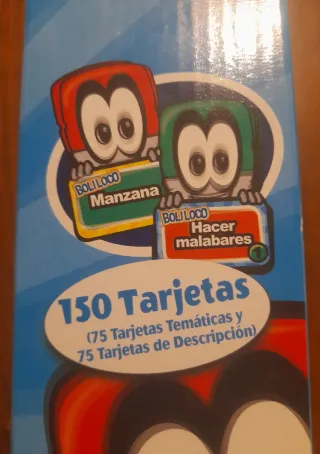 BOLI LOCO
Manzana
BOLI LOCO
Hacer
malabares
1
150 Tarjetas
(75 Tarjetas Temáticas y
75 Tarjetas de Descripción)